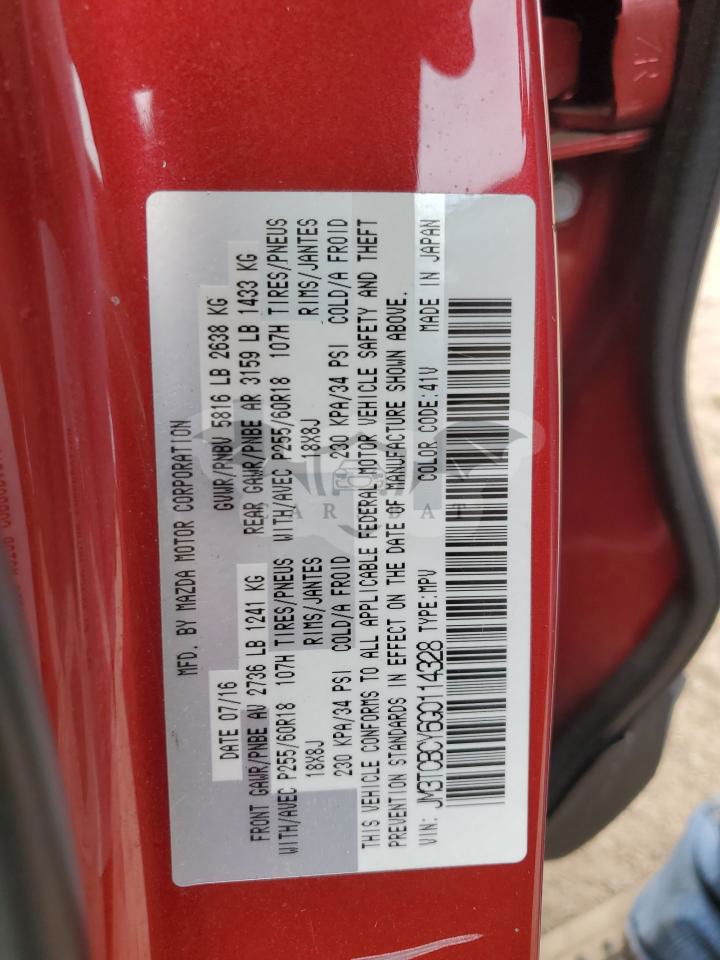 MFD. BY MAZDA MOTOR CORPORATION
DATE 07/16 GVWR/PNBV 5816 LB 2638 KG
FRONT GAWR/PNBE AV 2736 LB 1241 KG REAR GAWR/PNBE AR 3159 LB 1433 KG
WITH/AVEC P255/60R18 107H TIRES/PNEUS WITH/AVEC P255/60R18 107H TIRES/PNEUS
18X8J RIMS/JANTES 18X8J RIMS/JANTES
230 KPA/34 PSI COLD/A FROID 230 KPA/34 PSI COLD/A FROID
THIS VEHICLE CONFORMS TO ALL APPLICABLE FEDERAL MOTOR VEHICLE SAFETY AND THEFT
PREVENTION STANDARDS IN EFFECT ON THE DATE OF MANUFACTURE SHOWN ABOVE.
VIN: JM3TCBCY6G0114328 TYPE:MPV COLOR CODE:41V MADE IN JAPAN